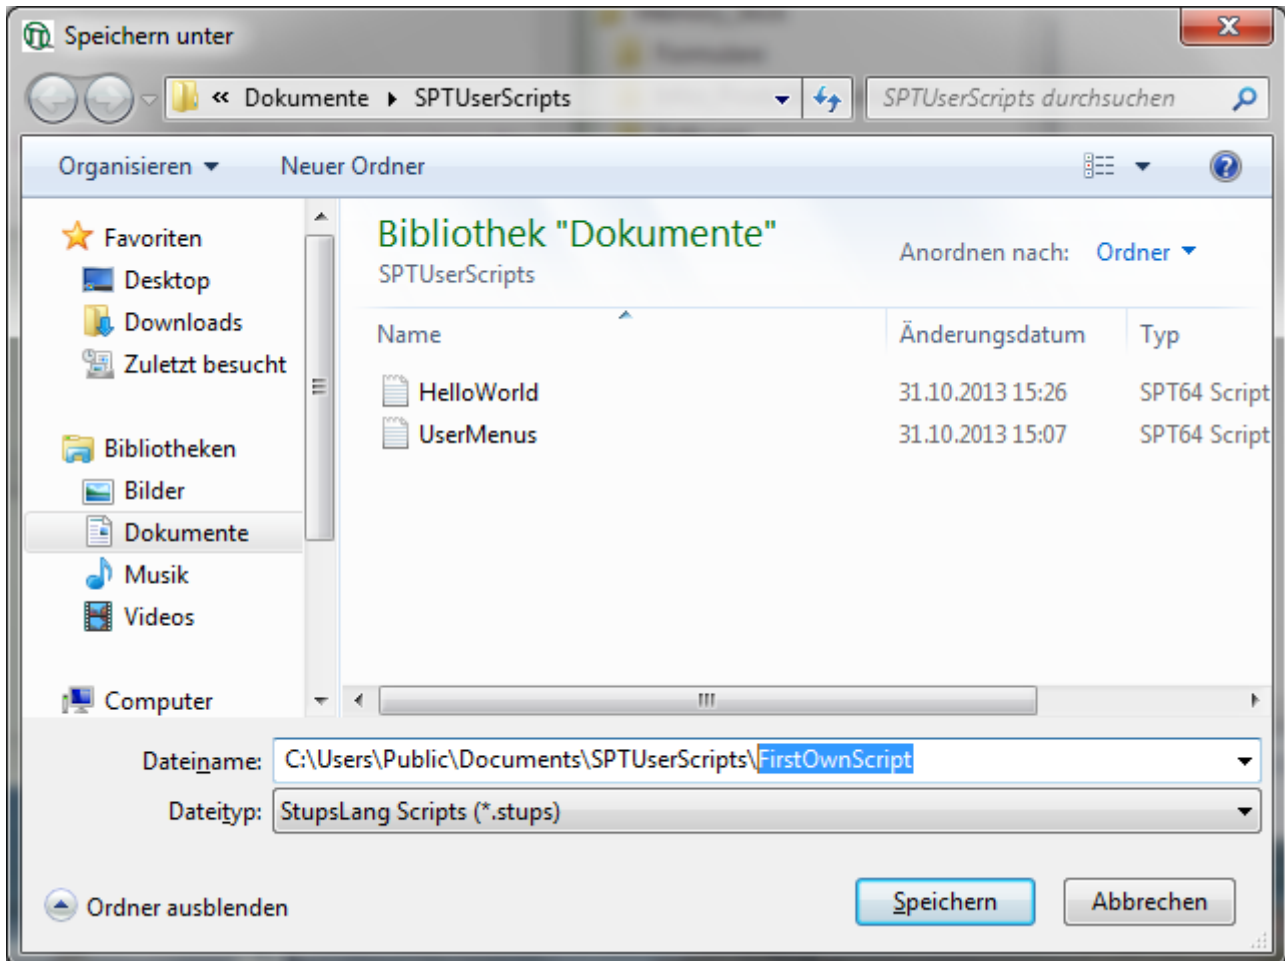 Speichern unter
« Dokumente ▸ SPTUserScripts
SPTUserScripts durchsuchen
Organisieren
Neuer Ordner
Favoriten
Desktop
Downloads
Zuletzt besucht
Bibliotheken
Bilder
Dokumente
Musik
Videos
Computer
Bibliothek "Dokumente"
SPTUserScripts
Anordnen nach: Ordner
Name Änderungsdatum Typ
HelloWorld 31.10.2013 15:26 SPT64 Script
UserMenus 31.10.2013 15:07 SPT64 Script
Dateiname: C:\Users\Public\Documents\SPTUserScripts\FirstOwnScript
Dateityp: StupsLang Scripts (*.stups)
Ordner ausblenden
Speichern
Abbrechen